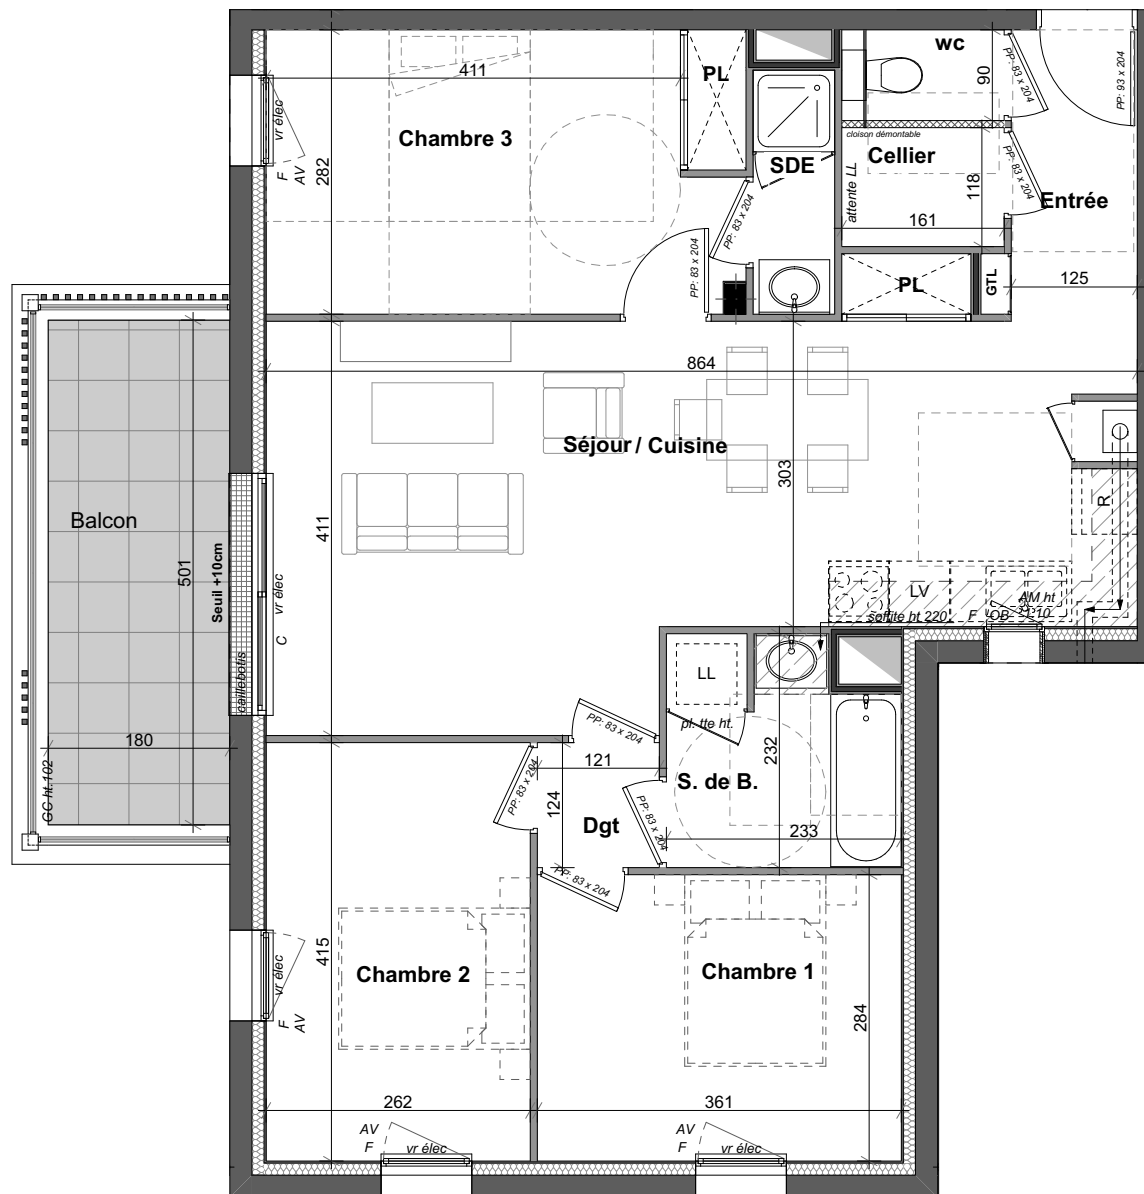 wc
PP: 83 x 204
PP: 93 x 204
90
411
PL
vr élec
F
AV
Chambre 3
282
SDE
cloison démontable
Cellier
PP: 83 x 204
118
attente LL
161
Entrée
PP: 83 x 204
PP: 83 x 204
PL
GTL
125
864
Séjour / Cuisine
303
411
Balcon
501
Seuil +10cm
vr élec
C
caillebotis
180
GC ht.102
R
LV
AM ht
21 10
soffite ht 220
F
OB
LL
pl. tte ht.
232
PP: 83 x 204
121
PP: 83 x 204
124
S. de B.
Dgt
PP: 83 x 204
233
PP: 83 x 204
415
Chambre 2
Chambre 1
284
vr élec
F
AV
262
361
AV
F
vr élec
AV
F
vr élec